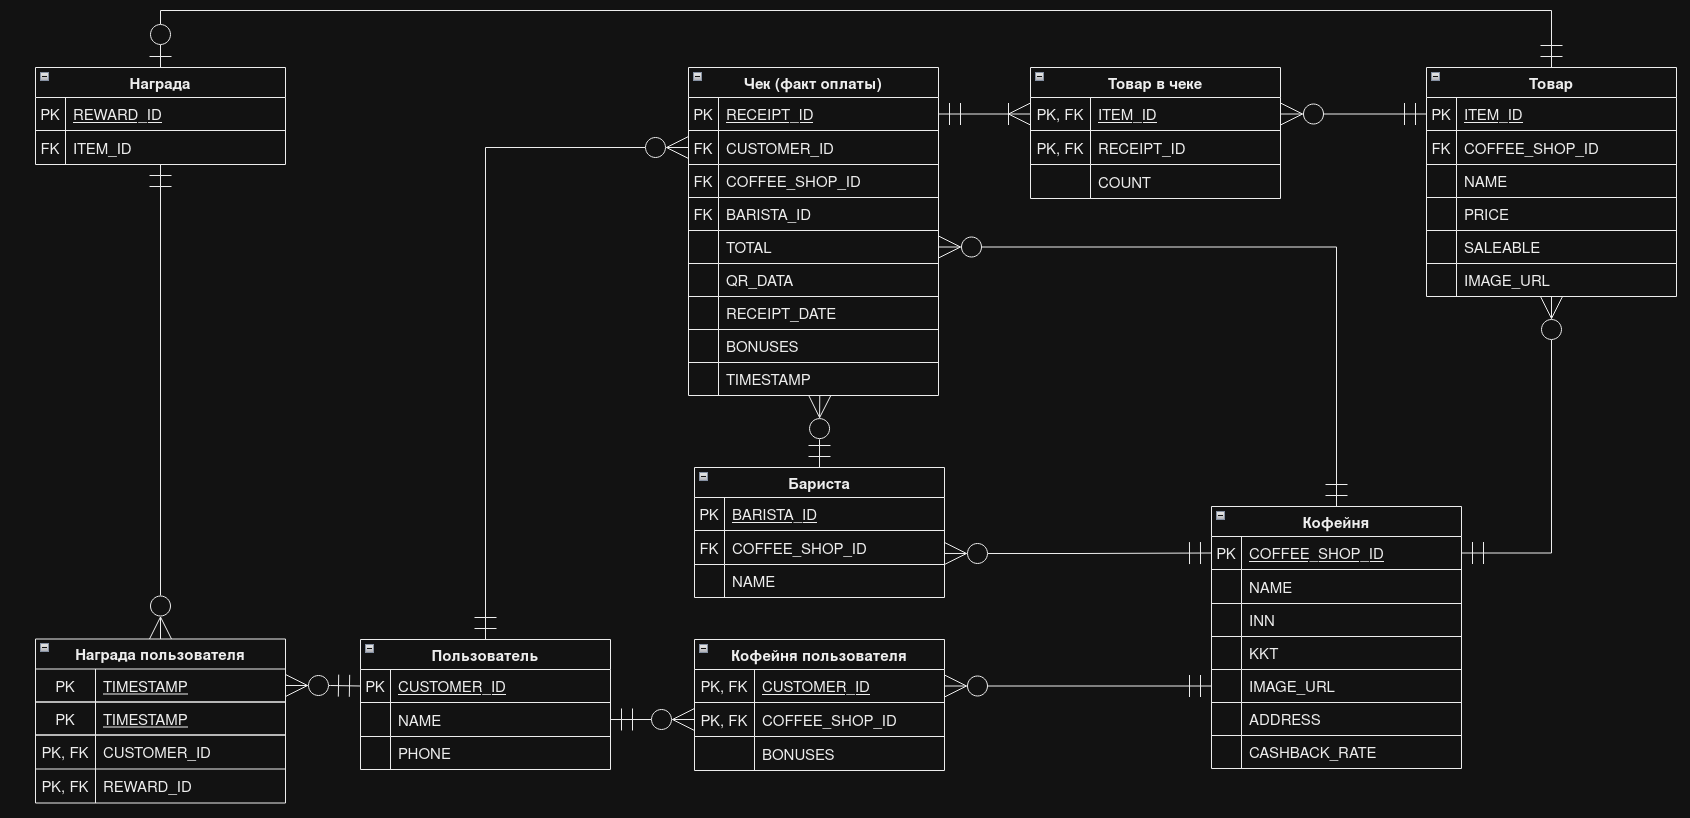 Награда
PK REWARD_ID
FK ITEM_ID
Чек (факт оплаты)
PK RECEIPT_ID
FK CUSTOMER_ID
FK COFFEE_SHOP_ID
FK BARISTA_ID
TOTAL
QR_DATA
RECEIPT_DATE
BONUSES
TIMESTAMP
Товар в чеке
PK, FK ITEM_ID
PK, FK RECEIPT_ID
COUNT
Товар
PK ITEM_ID
FK COFFEE_SHOP_ID
NAME
PRICE
SALEABLE
IMAGE_URL
Бариста
PK BARISTA_ID
FK COFFEE_SHOP_ID
NAME
Кофейня
PK COFFEE_SHOP_ID
NAME
INN
KKT
IMAGE_URL
ADDRESS
CASHBACK_RATE
Награда пользователя
PK TIMESTAMP
PK TIMESTAMP
PK, FK CUSTOMER_ID
PK, FK REWARD_ID
Пользователь
PK CUSTOMER_ID
NAME
PHONE
Кофейня пользователя
PK, FK CUSTOMER_ID
PK, FK COFFEE_SHOP_ID
BONUSES